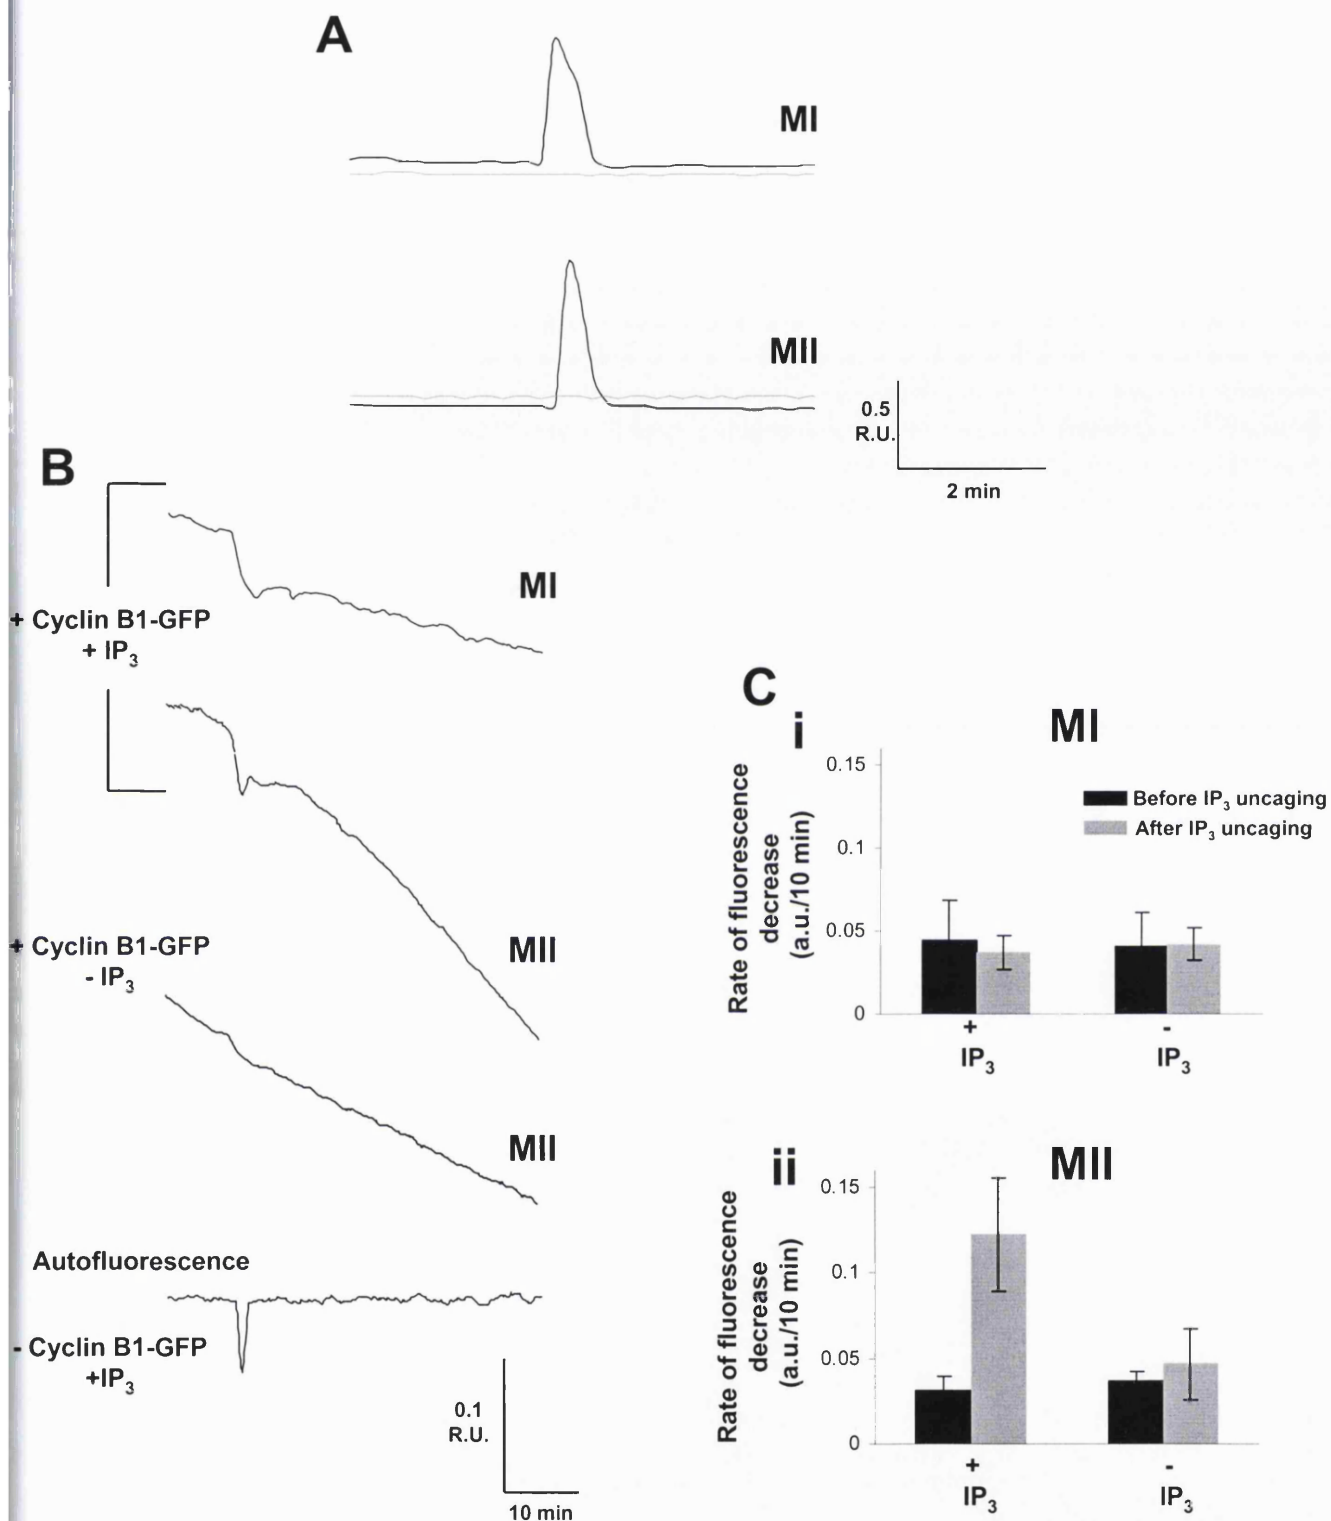 A
MI
MII
0.5
R.U.
2 min
B
MI
+ Cyclin B1-GFP
+ IP3
MII
+ Cyclin B1-GFP
- IP3
MII
Autofluorescence
- Cyclin B1-GFP
+IP3
0.1
R.U.
10 min
C
i
MI
Rate of fluorescence
decrease
(a.u./10 min)
0.15
0.1
0.05
0
Before IP3 uncaging
After IP3 uncaging
+
IP3
-
IP3
ii
MII
Rate of fluorescence
decrease
(a.u./10 min)
0.15
0.1
0.05
0
+
IP3
-
IP3